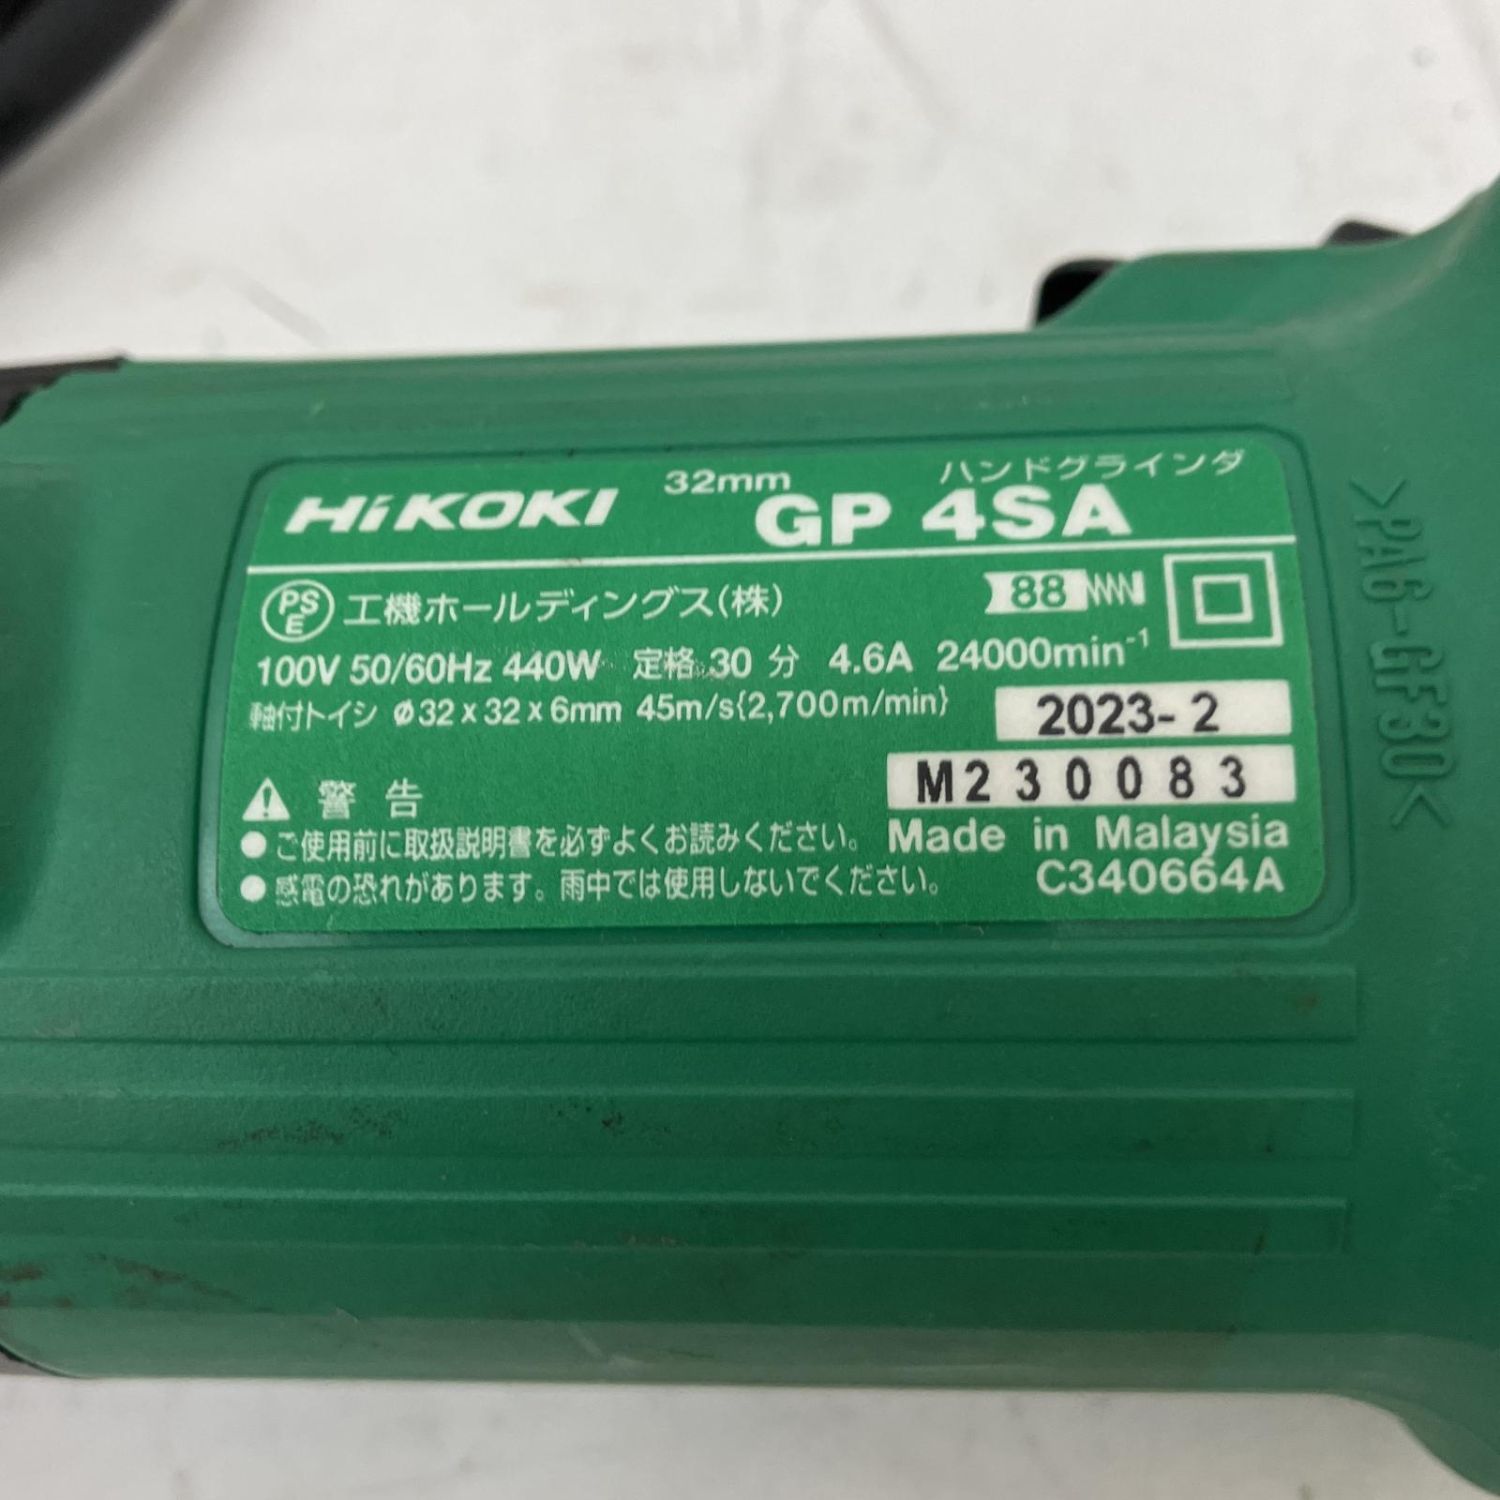 HiKOKI 32mm ハンドグラインダ
GP 4SA
PSE 工機ホールディングス(株) 88
100V 50/60Hz 440W 定格 30 分 4.6A 24000min⁻¹
軸付トイシ φ32 x 32 x 6mm 45m/s{2,700m/min}
2023-2
M230083
警告
●ご使用前に取扱説明書を必ずよくお読みください。
●感電の恐れがあります。雨中では使用しないでください。
Made in Malaysia
C340664A
>PA6-GF30<